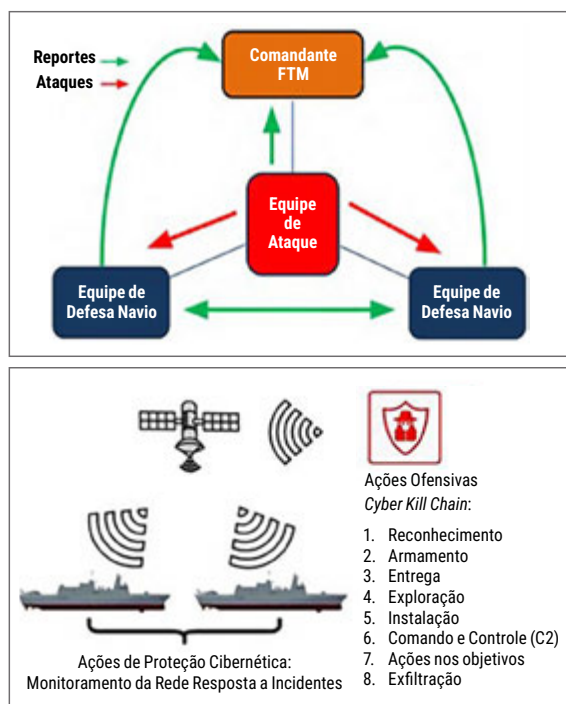 Reportes
Ataques
Comandante
FTM
Equipe
de
Ataque
Equipe de
Defesa Navio
Equipe de
Defesa Navio
Ações Ofensivas
Cyber Kill Chain:
1. Reconhecimento
2. Armamento
3. Entrega
4. Exploração
5. Instalação
6. Comando e Controle (C2)
7. Ações nos objetivos
8. Exfiltração
Ações de Proteção Cibernética:
Monitoramento da Rede Resposta a Incidentes